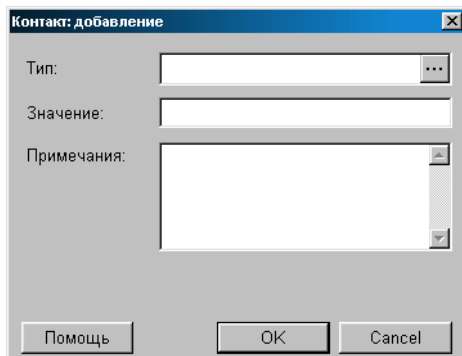 Контакт: добавление
Тип:
...
Значение:
Примечания:
Помощь
OK
Cancel